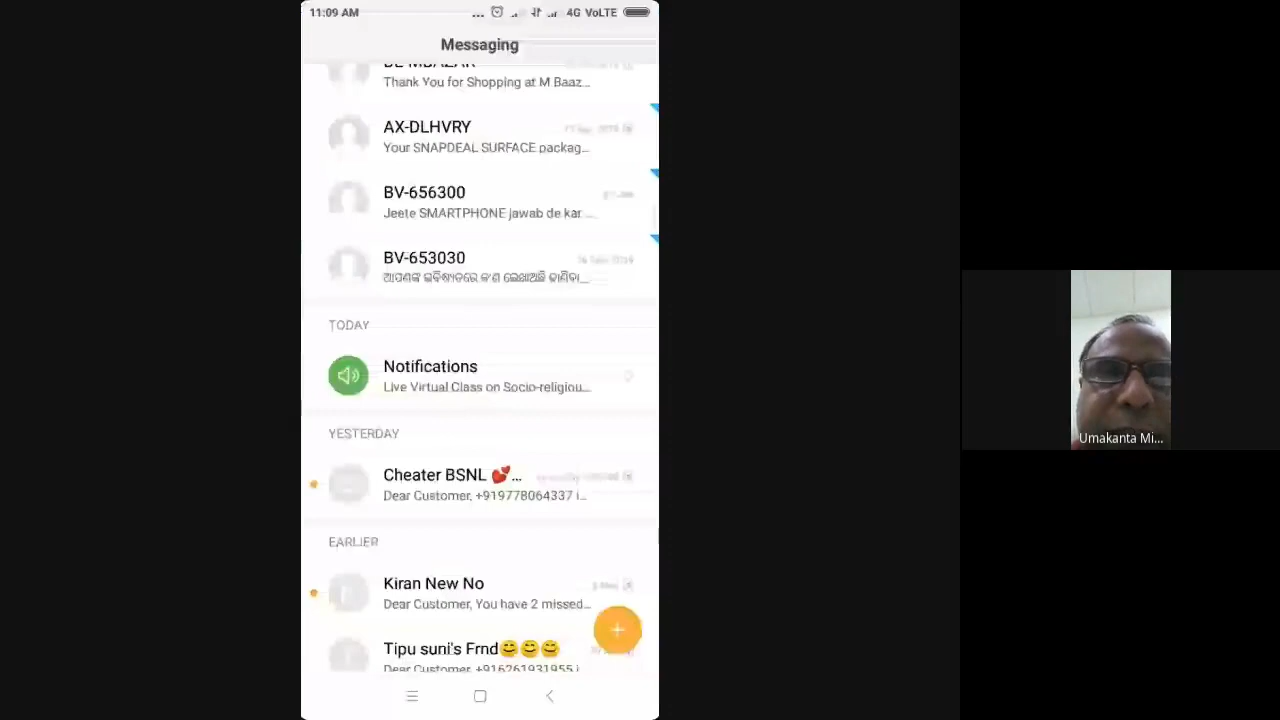 11:09 AM ... 4G VoLTE
Messaging
Thank You for Shopping at M Baaz...
AX-DLHVRY
Your SNAPDEAL SURFACE packag...
BV-656300
Jeete SMARTPHONE jawab de kar ...
BV-653030
TODAY
Notifications
Live Virtual Class on Socio-religiou...
YESTERDAY
Cheater BSNL 💕...
Dear Customer, +919778064337 i...
EARLIER
Kiran New No
Dear Customer, You have 2 missed...
Tipu suni's Frnd😊😊😊
Dear Customer, +916261931955 i
Umakanta Mi...